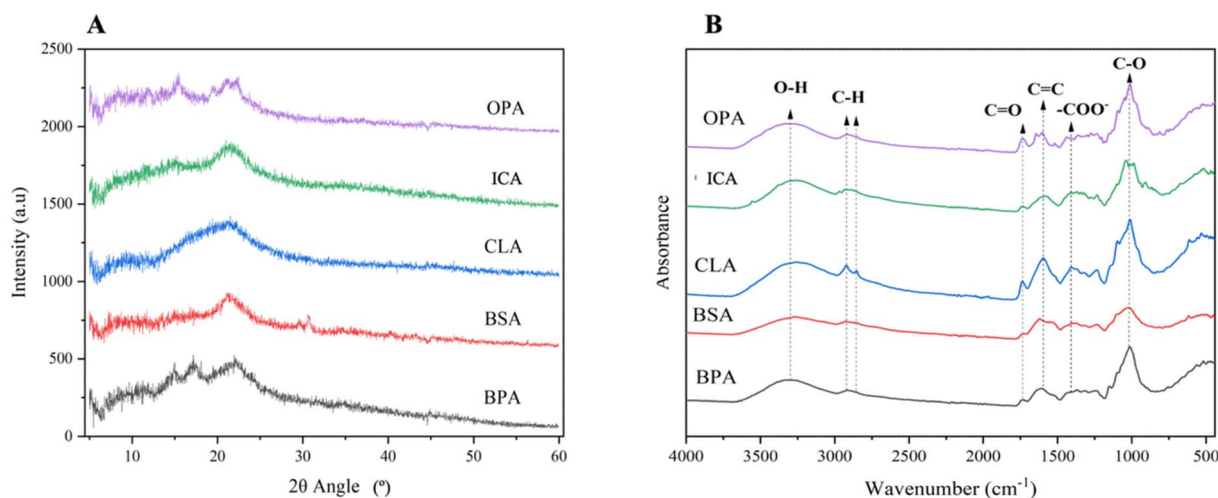 A
Intensity (a.u)
2500
2000
1500
1000
500
0
OPA
ICA
CLA
BSA
BPA
10 20 30 40 50 60
2θ Angle (º)
B
Absorbance
O-H
C-H
C=O
C=C
-COO⁻
C-O
OPA
ICA
CLA
BSA
BPA
4000 3500 3000 2500 2000 1500 1000 500
Wavenumber (cm⁻¹)